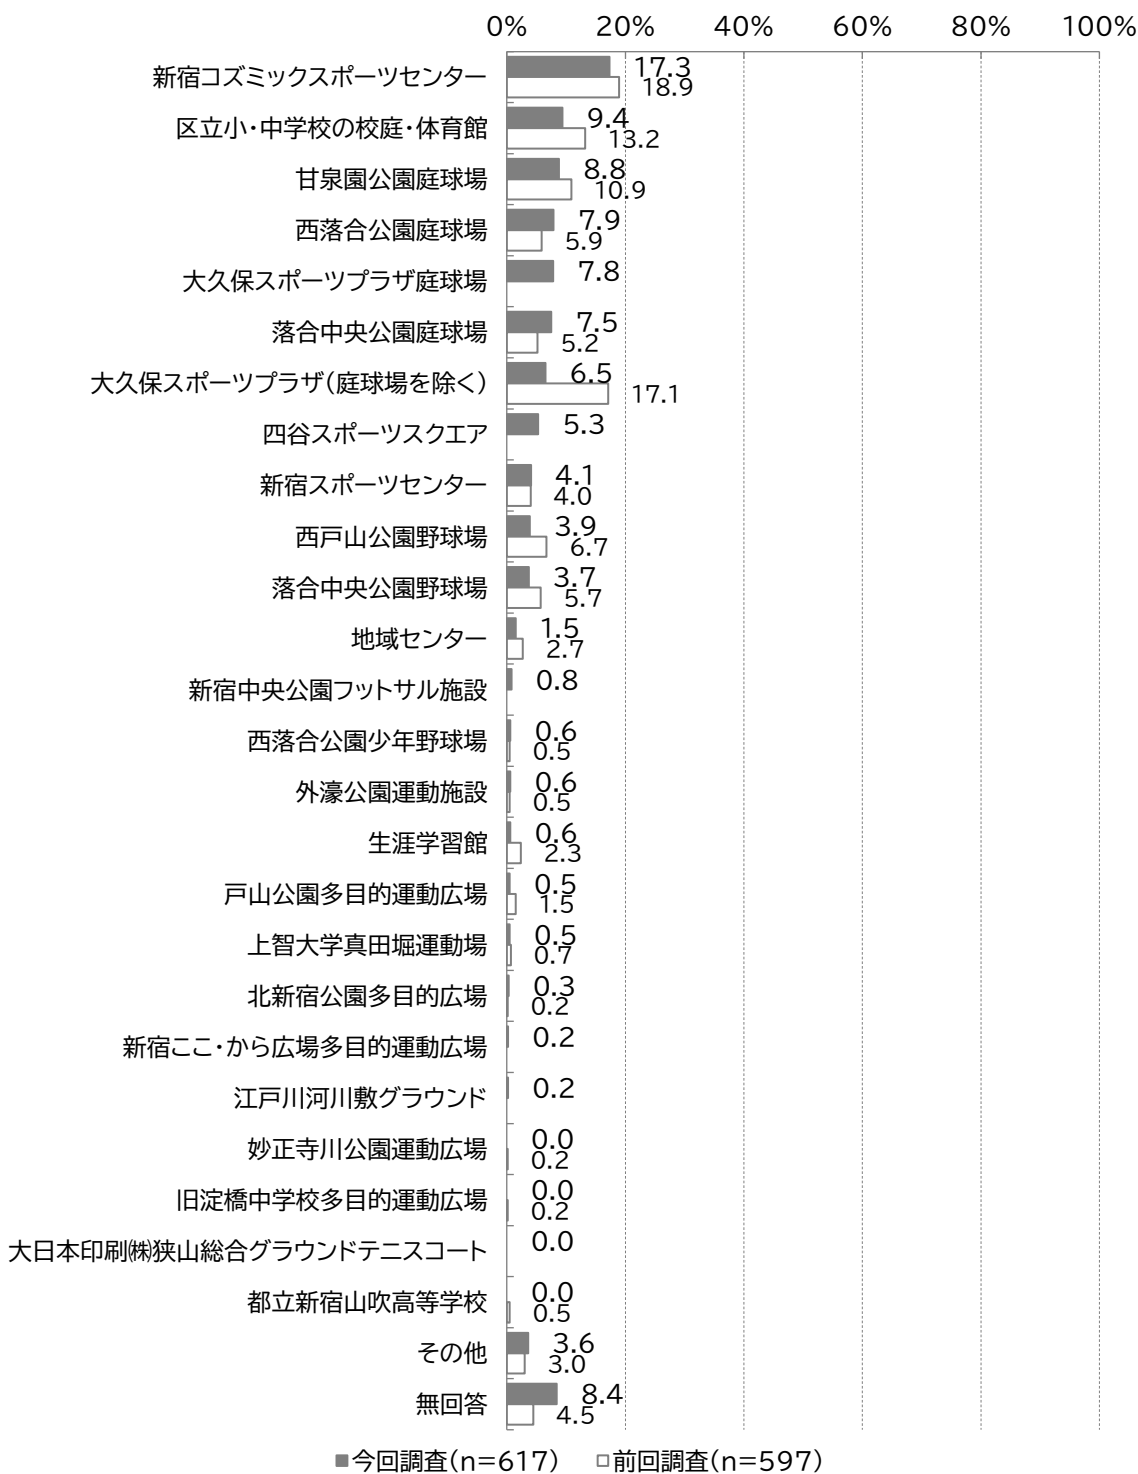 0% 20% 40% 60% 80% 100%
新宿コズミックスポーツセンター 17.3
18.9
区立小・中学校の校庭・体育館 9.4
13.2
甘泉園公園庭球場 8.8
10.9
西落合公園庭球場 7.9
5.9
大久保スポーツプラザ庭球場 7.8
落合中央公園庭球場 7.5
5.2
大久保スポーツプラザ(庭球場を除く) 6.5
17.1
四谷スポーツスクエア 5.3
新宿スポーツセンター 4.1
4.0
西戸山公園野球場 3.9
6.7
落合中央公園野球場 3.7
5.7
地域センター 1.5
2.7
新宿中央公園フットサル施設 0.8
西落合公園少年野球場 0.6
0.5
外濠公園運動施設 0.6
0.5
生涯学習館 0.6
2.3
戸山公園多目的運動広場 0.5
1.5
上智大学真田堀運動場 0.5
0.7
北新宿公園多目的広場 0.3
0.2
新宿ここ・から広場多目的運動広場 0.2
江戸川河川敷グラウンド 0.2
妙正寺川公園運動広場 0.0
0.2
旧淀橋中学校多目的運動広場 0.0
0.2
大日本印刷㈱狭山総合グラウンドテニスコート 0.0
都立新宿山吹高等学校 0.0
0.5
その他 3.6
3.0
無回答 8.4
4.5
今回調査(n=617) 前回調査(n=597)